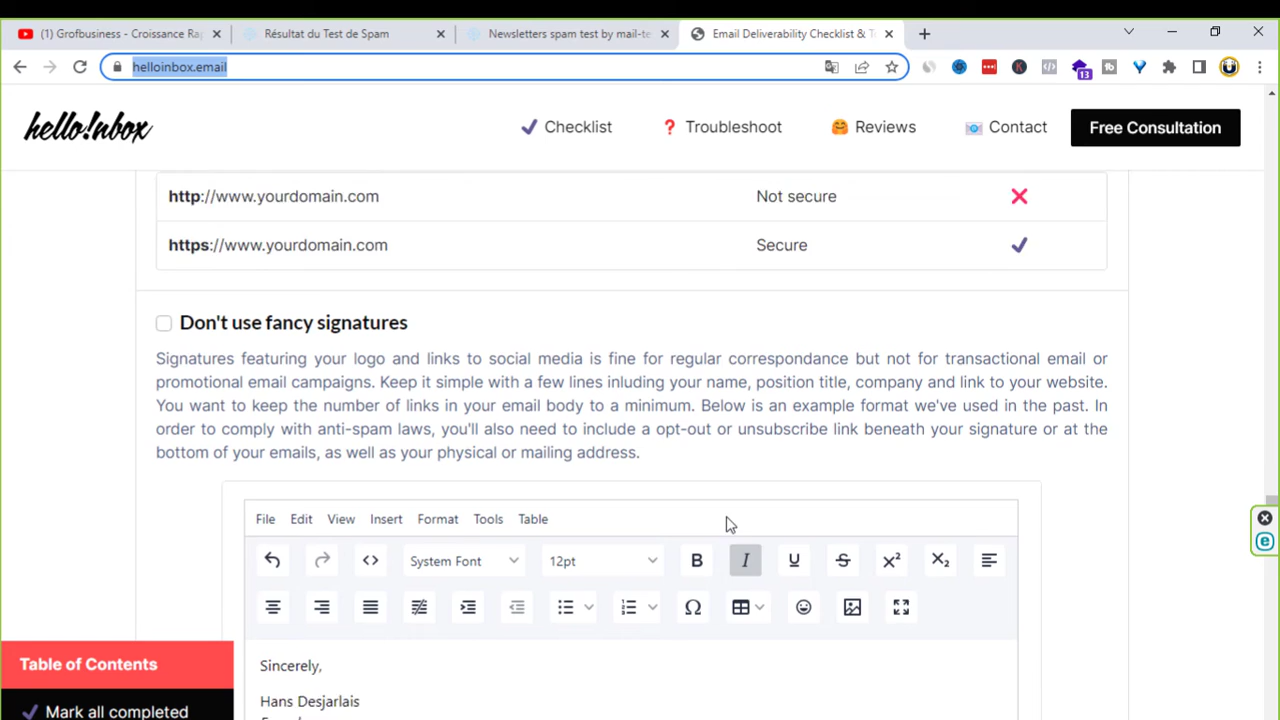 (1) Grofbusiness - Croissance Rap
Résultat du Test de Spam
Newsletters spam test by mail-te
Email Deliverability Checklist & T
helloinbox.email
13
hello!nbox
Checklist
Troubleshoot
Reviews
Contact
Free Consultation
http://www.yourdomain.com Not secure
https://www.yourdomain.com Secure
Don't use fancy signatures
Signatures featuring your logo and links to social media is fine for regular correspondance but not for transactional email or
promotional email campaigns. Keep it simple with a few lines inluding your name, position title, company and link to your website.
You want to keep the number of links in your email body to a minimum. Below is an example format we've used in the past. In
order to comply with anti-spam laws, you'll also need to include a opt-out or unsubscribe link beneath your signature or at the
bottom of your emails, as well as your physical or mailing address.
File Edit View Insert Format Tools Table
System Font 12pt B I U S X² X₂
Ω
Sincerely,
Hans Desjarlais
Table of Contents
Mark all completed